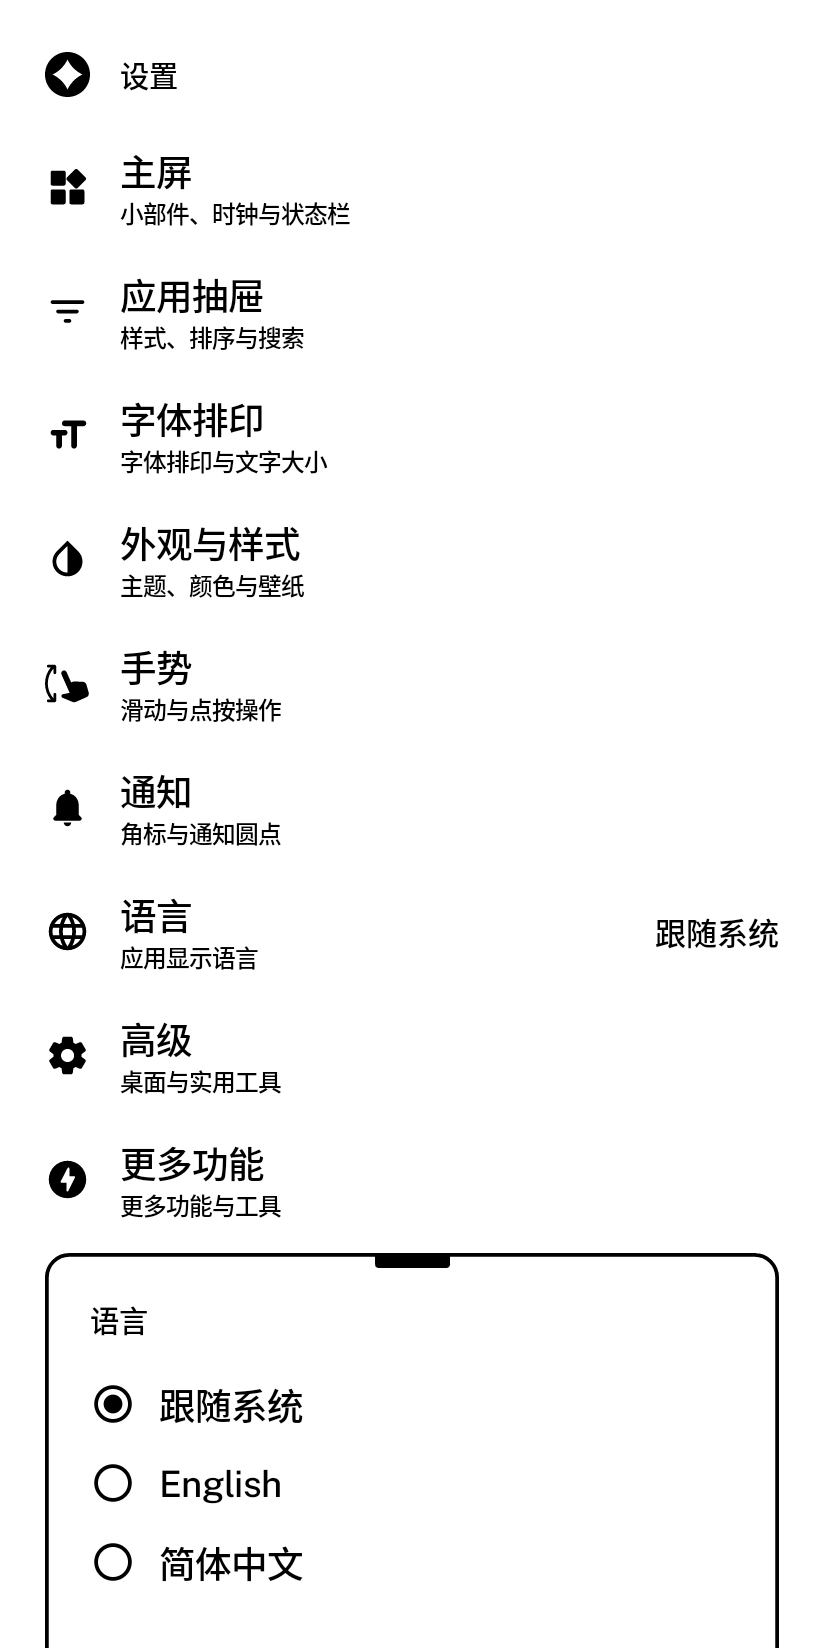 设置
主屏
小部件、时钟与状态栏
应用抽屉
样式、排序与搜索
字体排印
字体排印与文字大小
外观与样式
主题、颜色与壁纸
手势
滑动与点按操作
通知
角标与通知圆点
语言
跟随系统
应用显示语言
高级
桌面与实用工具
更多功能
更多功能与工具
语言
跟随系统
English
简体中文